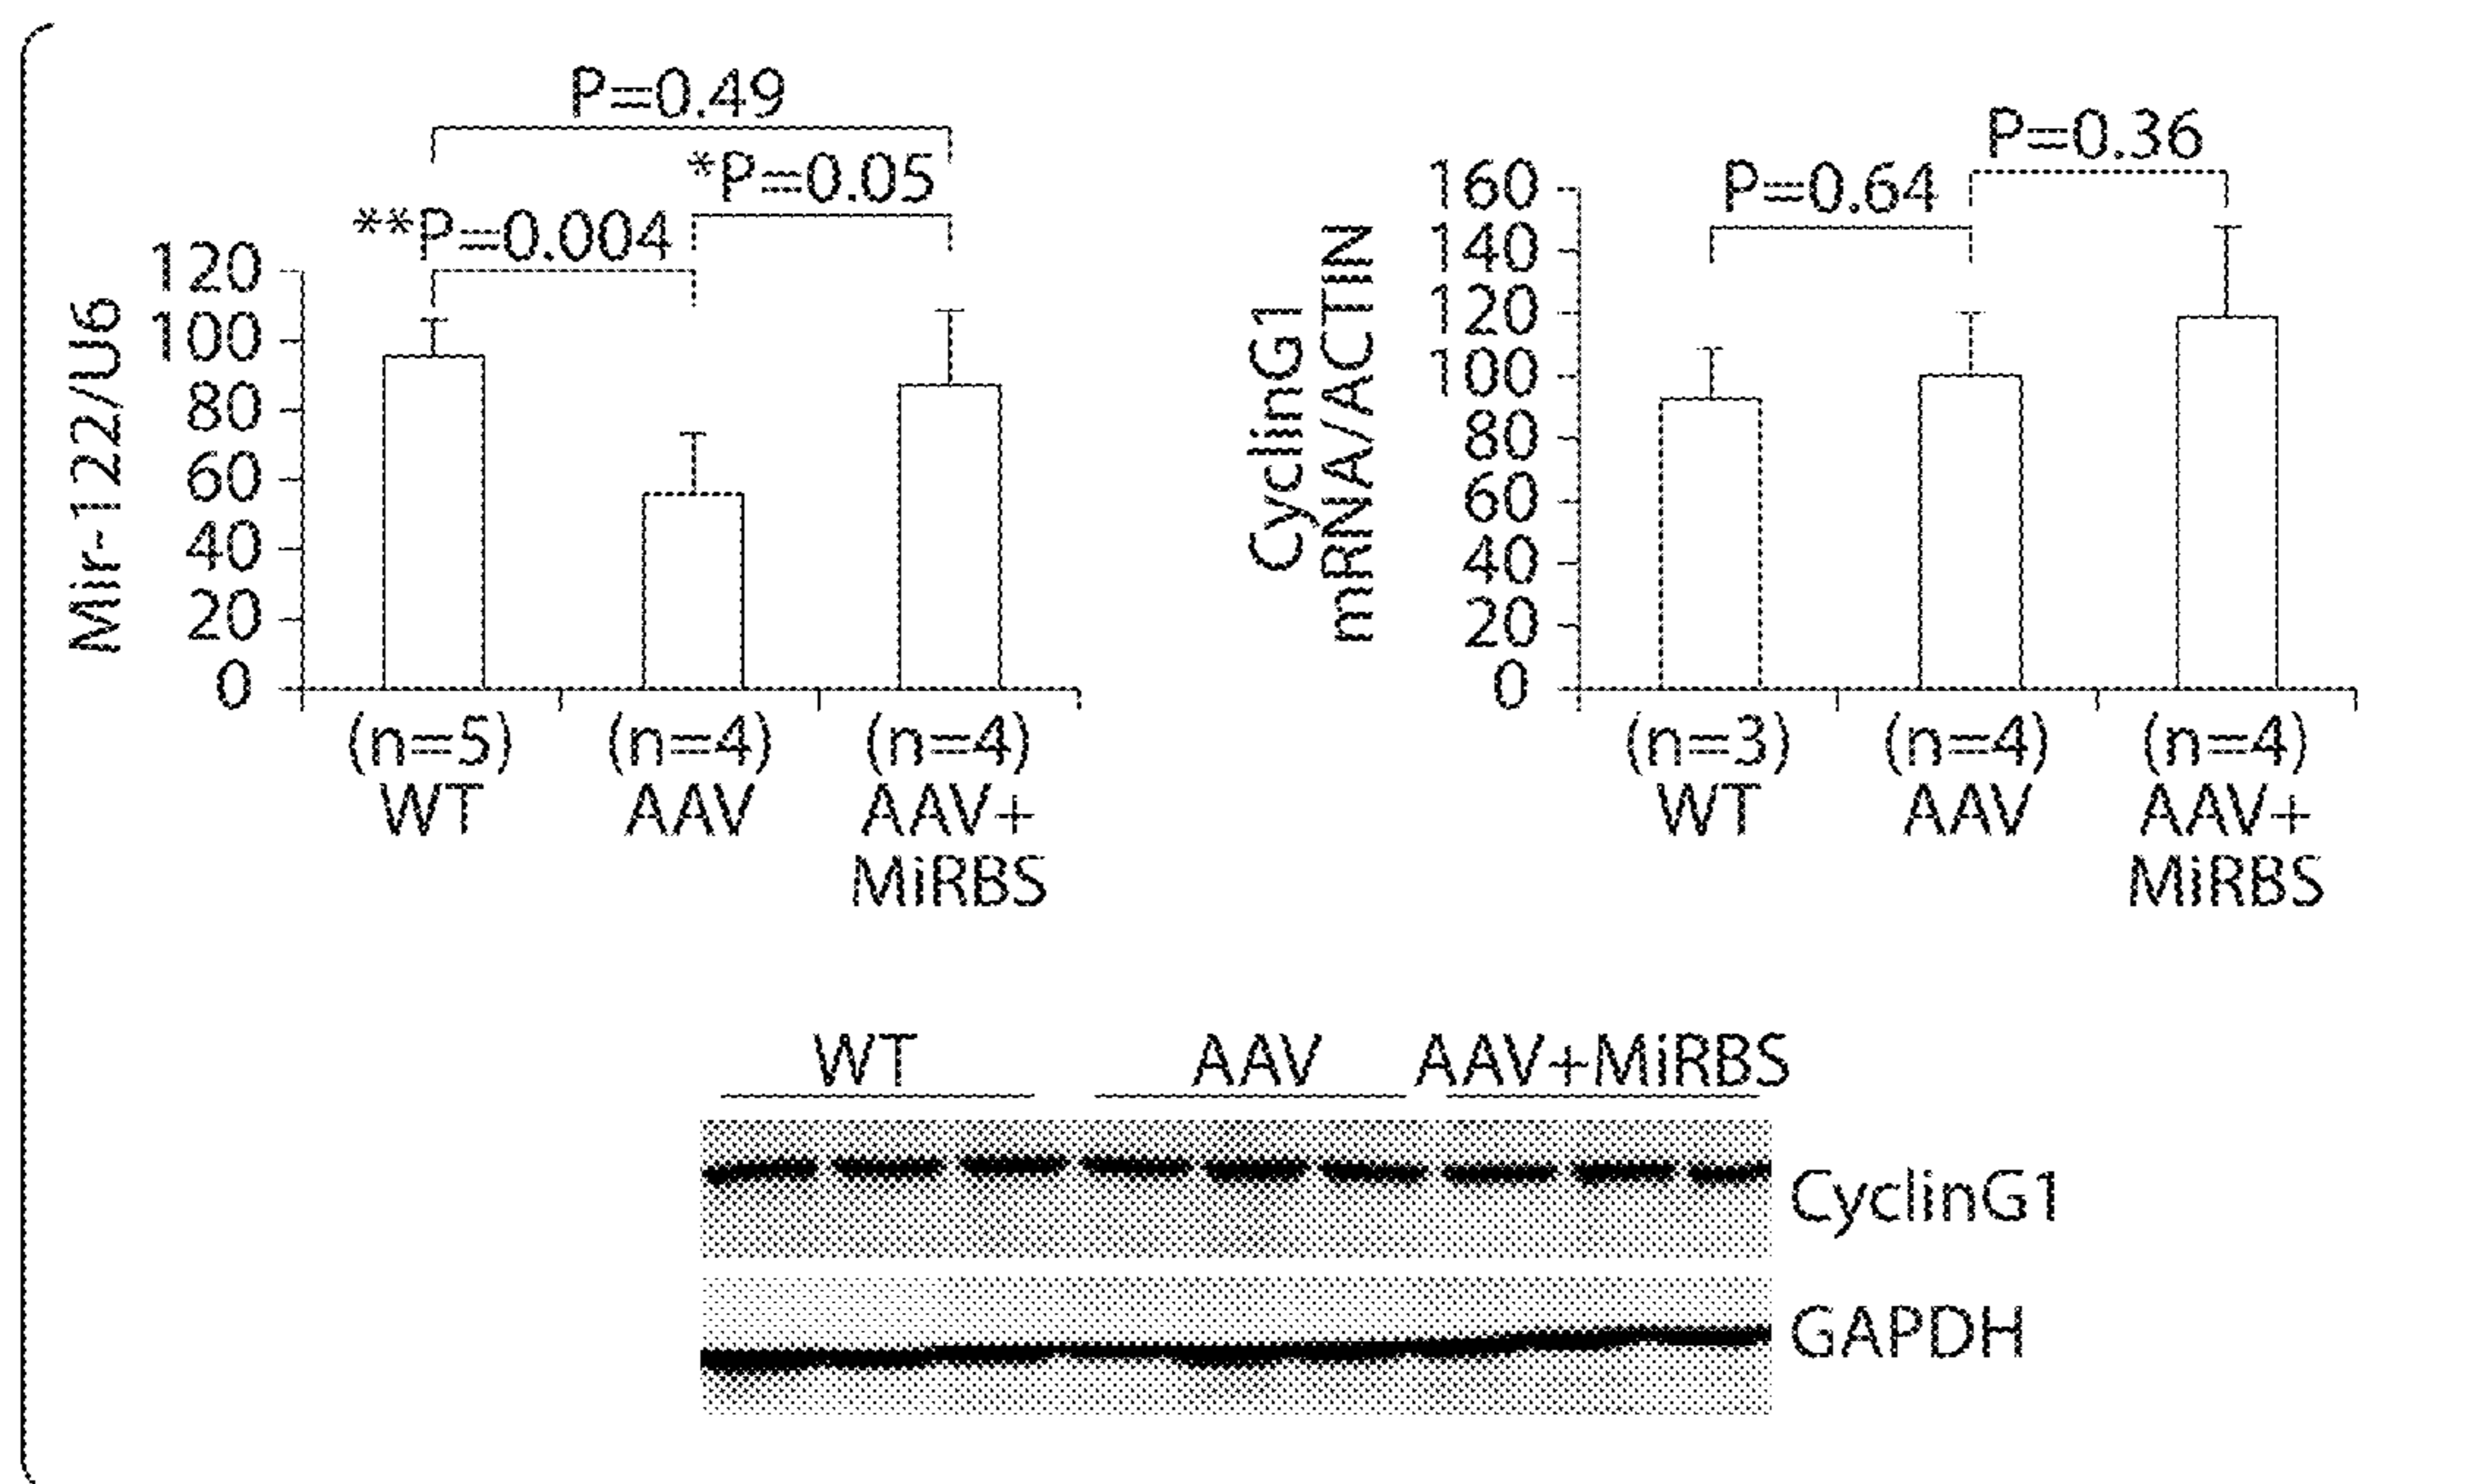 P=0.49
*P=0.05
**P=0.004
Mir-122/U6
120
100
80
60
40
20
0
(n=5)
WT
(n=4)
AAV
(n=4)
AAV+
MiRBS
P=0.36
P=0.64
CyclinG1
mRNA/ACTIN
160
140
120
100
80
60
40
20
0
(n=3)
WT
(n=4)
AAV
(n=4)
AAV+
MiRBS
WT
AAV
AAV+MiRBS
CyclinG1
GAPDH